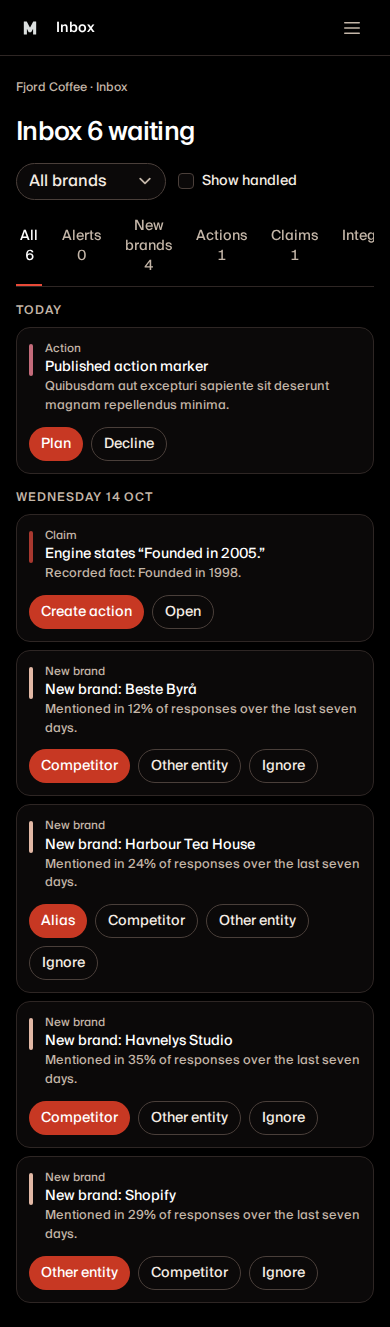 M Inbox
Fjord Coffee · Inbox
Inbox 6 waiting
All brands
Show handled
All 6
Alerts 0
New brands 4
Actions 1
Claims 1
Integ
TODAY
Action
Published action marker
Quibusdam aut excepturi sapiente sit deserunt
magnam repellendus minima.
Plan Decline
WEDNESDAY 14 OCT
Claim
Engine states “Founded in 2005.”
Recorded fact: Founded in 1998.
Create action Open
New brand
New brand: Beste Byrå
Mentioned in 12% of responses over the last seven
days.
Competitor Other entity Ignore
New brand
New brand: Harbour Tea House
Mentioned in 24% of responses over the last seven
days.
Alias Competitor Other entity
Ignore
New brand
New brand: Havnelys Studio
Mentioned in 35% of responses over the last seven
days.
Competitor Other entity Ignore
New brand
New brand: Shopify
Mentioned in 29% of responses over the last seven
days.
Other entity Competitor Ignore